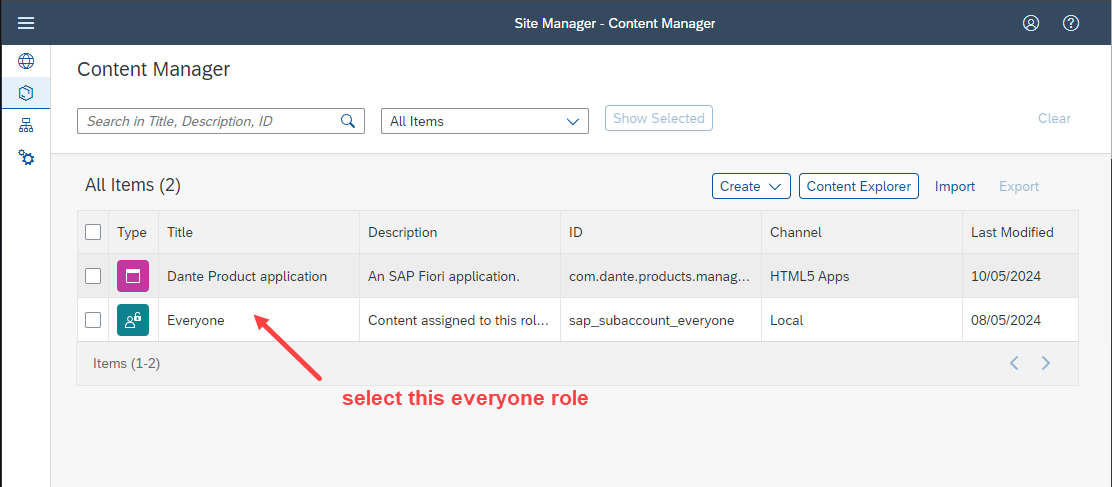 Site Manager - Content Manager
Content Manager
Search in Title, Description, ID
All Items
Show Selected
Clear
All Items (2)
Create
Content Explorer
Import
Export
Type Title Description ID Channel Last Modified
Dante Product application An SAP Fiori application. com.dante.products.manag... HTML5 Apps 10/05/2024
Everyone Content assigned to this rol... sap_subaccount_everyone Local 08/05/2024
Items (1-2)
select this everyone role